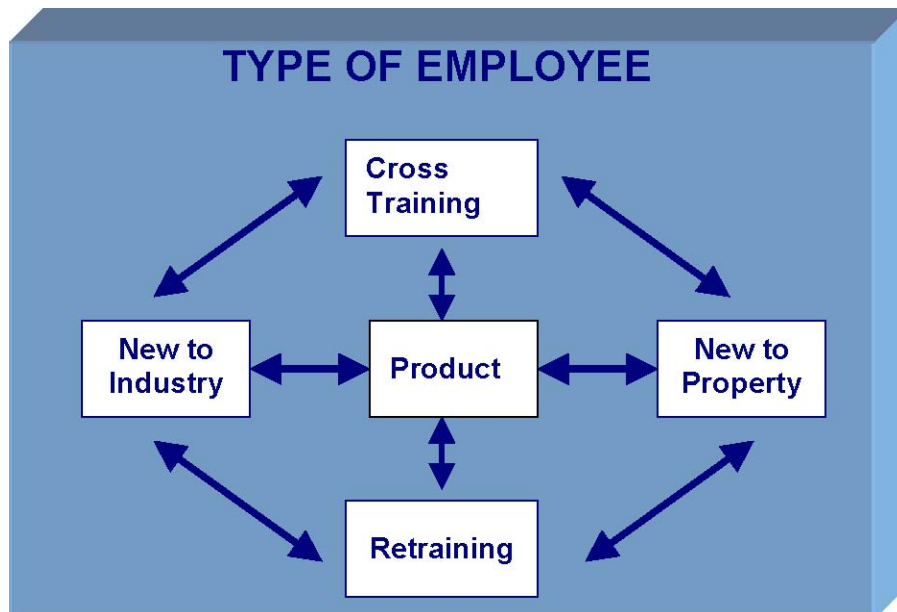 TYPE OF EMPLOYEE
Cross
Training
New to
Industry
Product
New to
Property
Retraining